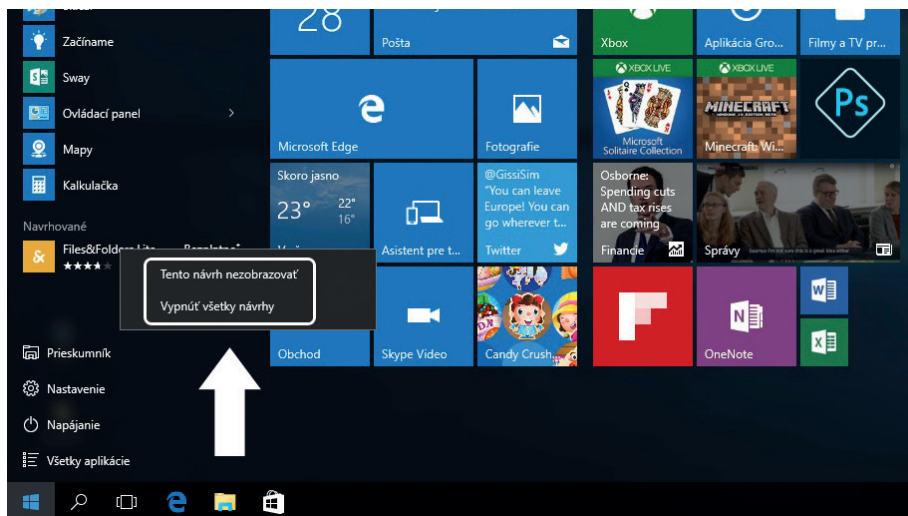 Začíname
Sway
Ovládací panel
Mapy
Kalkulačka
Navrhované
Files&Folders Lite
Tento návrh nezobrazovať
Vypnúť všetky návrhy
Prieskumník
Nastavenie
Napájanie
Všetky aplikácie
28
Pošta
Microsoft Edge
Fotografie
Skoro jasno
23°
22°
16°
Asistent pre t...
@GissiSim
"You can leave
Europe! You can
go wherever t...
Twitter
Obchod
Skype Video
Candy Crush...
Xbox
Aplikácia Gro...
Filmy a TV pr...
XBOX LIVE
Microsoft
Solitaire Collection
XBOX LIVE
MINECRAFT
Minecraft: Wi...
Ps
Osborne:
Spending cuts
AND tax rises
are coming
Financie
Správy
OneNote